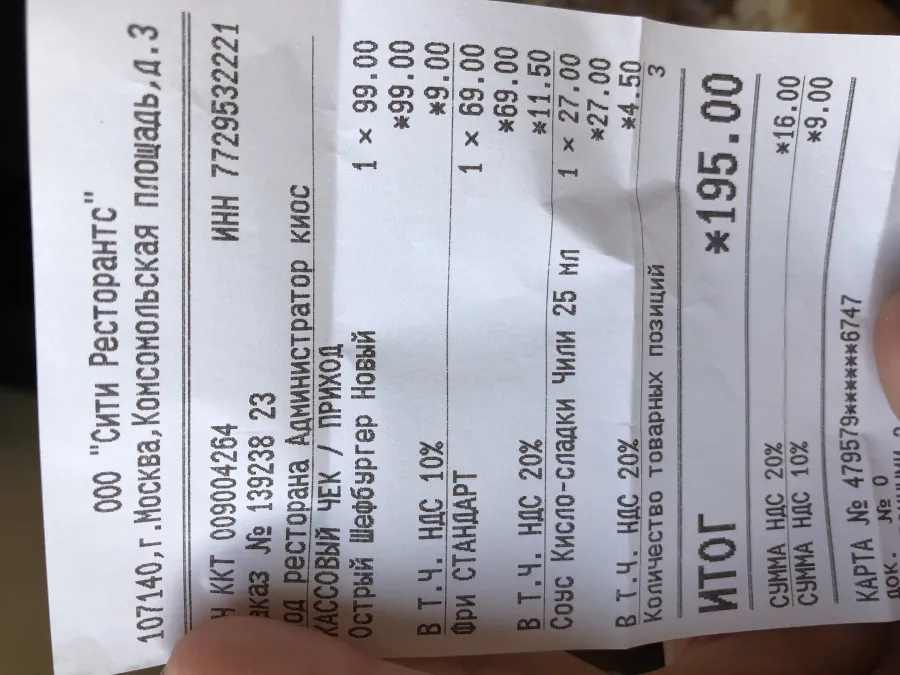 ООО "Сити Ресторантс"
107140,г.Москва,Комсомольская площадь,д.3
Ч ККТ 009004264 ИНН 7729532221
аказ № 139238 23
од ресторана Администратор киос
КАССОВЫЙ ЧЕК / ПРИХОД
Острый Шефбургер Новый 1 × 99.00
*99.00
В Т.Ч. НДС 10% *9.00
Фри СТАНДАРТ 1 × 69.00
*69.00
В Т.Ч. НДС 20% *11.50
Соус Кисло-сладки Чили 25 мл 1 × 27.00
*27.00
В Т.Ч. НДС 20% *4.50
Количество товарных позиций 3
ИТОГ *195.00
СУММА НДС 20% *16.00
СУММА НДС 10% *9.00
КАРТА № 479579******6747
док. № 0